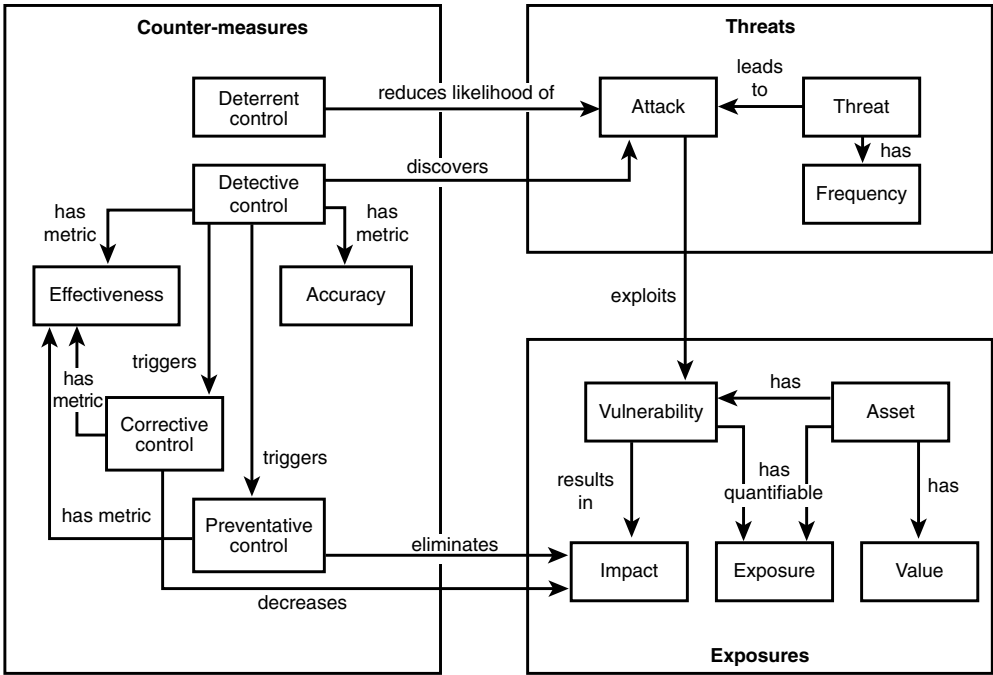 Counter-measures
Threats
Deterrent
control
reduces likelihood of
Attack
leads
to
Threat
has
Frequency
Detective
control
discovers
has
metric
has
metric
Effectiveness
Accuracy
exploits
triggers
has
metric
Corrective
control
triggers
has metric
Preventative
control
eliminates
decreases
Vulnerability
has
Asset
results
in
has
quantifiable
has
Impact
Exposure
Value
Exposures